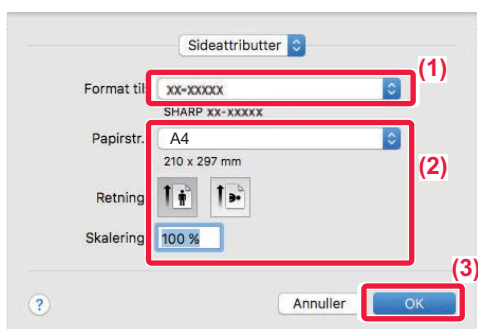 Sideattributter
(1)
Format til: xx-xxxxx
SHARP xx-xxxxx
Papirstr. A4
210 x 297 mm
(2)
Retning
Skalering 100 %
(3)
? Annuller OK